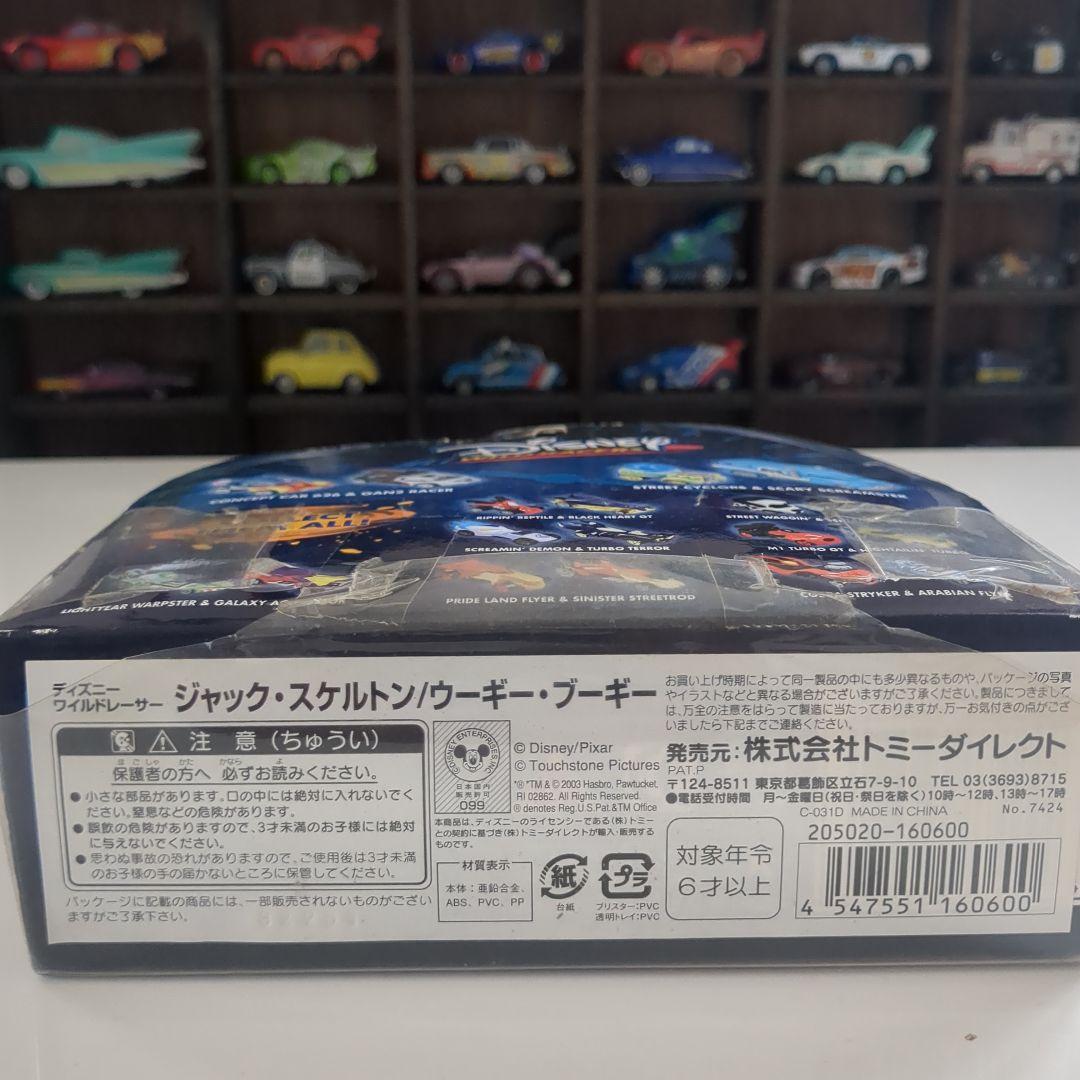 DISNEY
CONCEPT CAR 626 & GANG RACER
STREET CYCLONE & SCARY SCREAMSTER
RIPPIN' REPTILE & BLACK HEART GT
STREET WAGGIN' &
SCREAMIN' DEMON & TURBO TERROR
M1 TURBO GT &
LIGHTYEAR WARPSTER & GALAXY
PRIDE LAND FLYER & SINISTER STREETROD
STRYKER & ARABIAN
ディズニー
ワイルドレーサー
ジャック・スケルトン/ウーギー・ブーギー
注 意(ちゅうい)
ほごしゃ かた かなら よ
保護者の方へ 必ずお読みください。
●小さな部品があります。口の中には絶対に入れないでく
ださい。窒息などの危険があります。
●誤飲の危険がありますので、3才未満のお子様には絶対
に与えないでください。
●思わぬ事故の恐れがありますので、ご使用後は3才未満
のお子様の手の届かないところに保管してください。
パッケージに記載の商品には、一部販売されないものがござい
ますがご了承下さい。
©DISNEY ENTERPRISES INC
日本国内
販売許可
099
© Disney/Pixar
© Touchstone Pictures
*®*TM & © 2003 Hasbro, Pawtucket,
RI 02862. All Rights Reserved.
® denotes Reg.U.S.Pat.&TM Office
本商品は、ディズニーのライセンシーである(株)トミー
との契約に基づき(株)トミーダイレクトが輸入・販売する
ものです。
材質表示
本体:亜鉛合金、
ABS、PVC、PP
紙
台紙
プラ
ブリスター:PVC
透明トレイ:PVC
お買い上げ時期によって同一製品の中にも多少異なるものや、パッケージの写真
やイラストなどと異なる場合がございますがご了承ください。製品につきまして
は、万全の注意をはらって製造に当たっておりますが、万一お気付きの点がござ
いましたら下記までご連絡ください。
発売元:株式会社トミーダイレクト
PAT.P
〒124-8511 東京都葛飾区立石7-9-10 TEL 03(3693)8715
●電話受付時間 月〜金曜日(祝日・祭日を除く)10時〜12時、13時〜17時
C-031D MADE IN CHINA No.7424
対象年令
6才以上
205020-160600
4 547551 160600